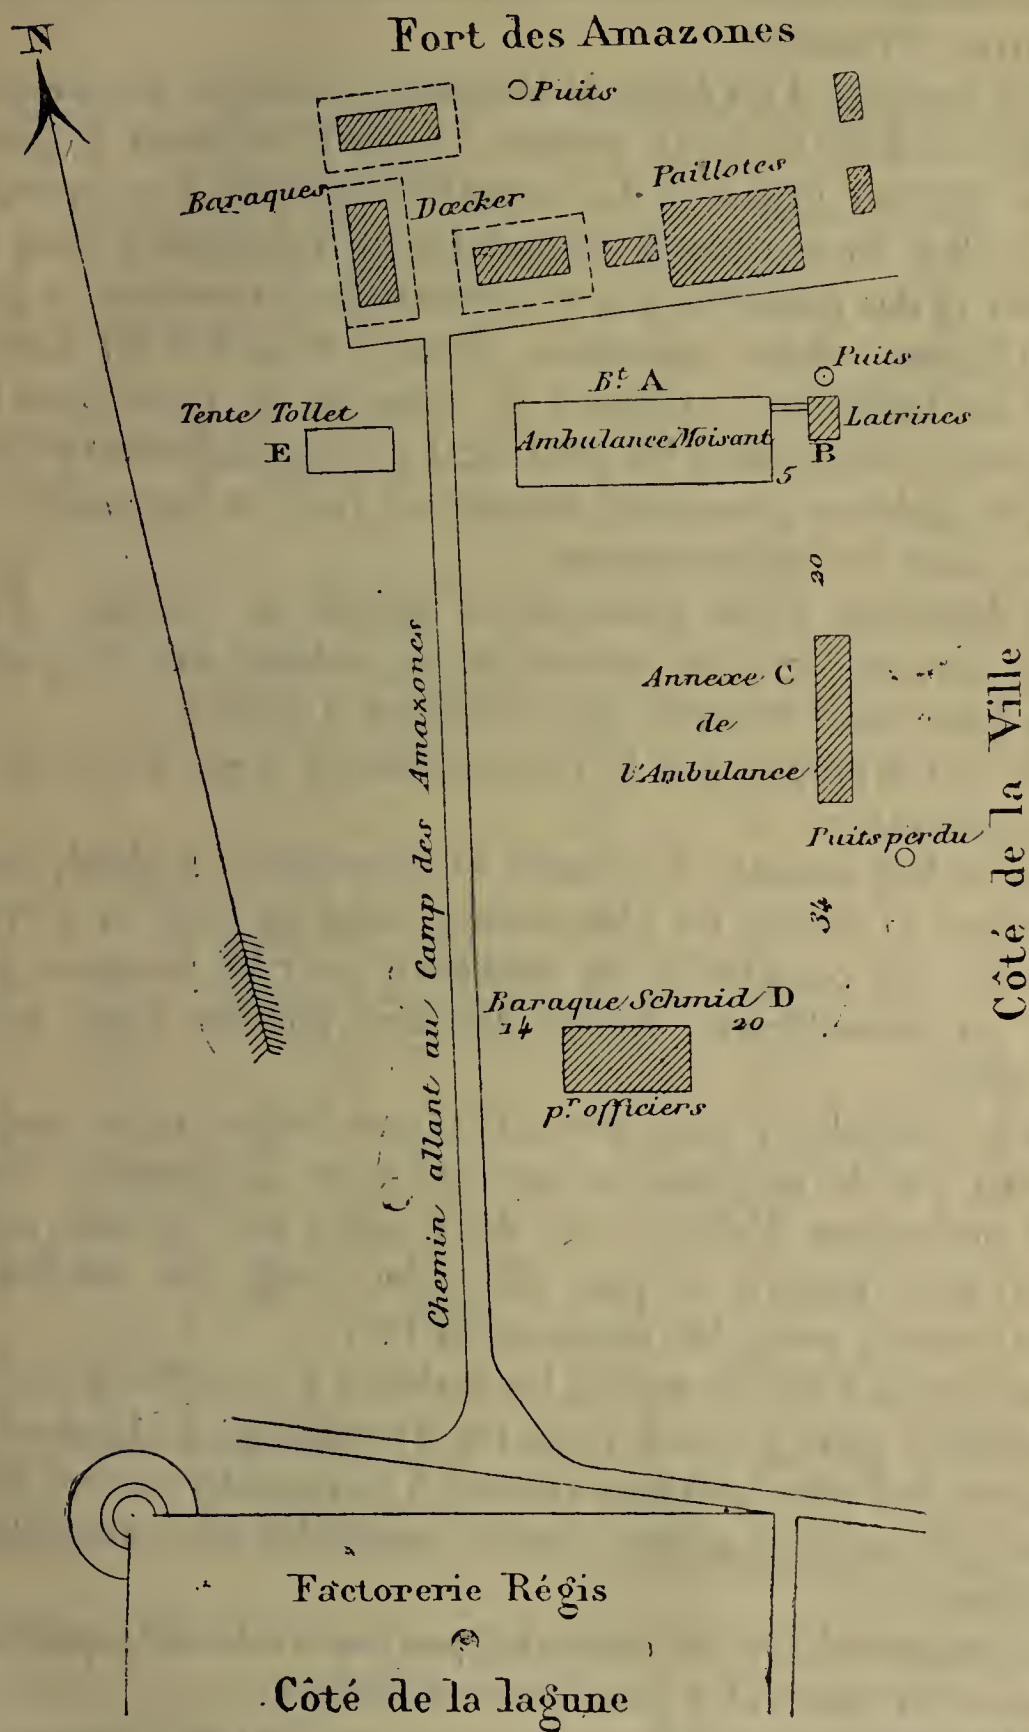 N
Fort des Amazones
Puits
Baraques Dœcker
Paillotes
Puits
Bt. A
Tente Tollet
E
Ambulance Moisant
Latrines
B
5
20
Annexe C
de
l'Ambulance
Puits perdu
34
Côté de la Ville
Chemin allant au Camp des Amazones
Baraque Schmid D
14
20
pr. officiers
Factorerie Régis
Côté de la lagune